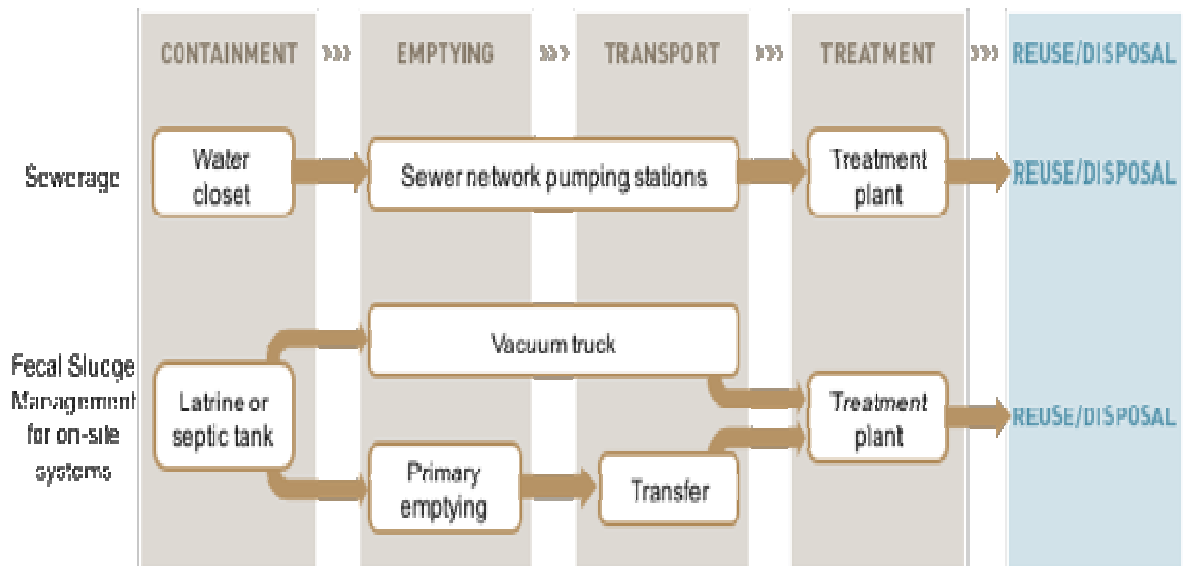 CONTAINMENT »» EMPTYING »» TRANSPORT »» TREATMENT »» REUSE/DISPOSAL
Sewerage
Water
closet
Sewer network pumping stations
Treatment
plant
REUSE/DISPOSAL
Fecal Sludge
Management
for on-site
systems
Latrine or
septic tank
Vacuum truck
Primary
emptying
Transfer
Treatment
plant
REUSE/DISPOSAL